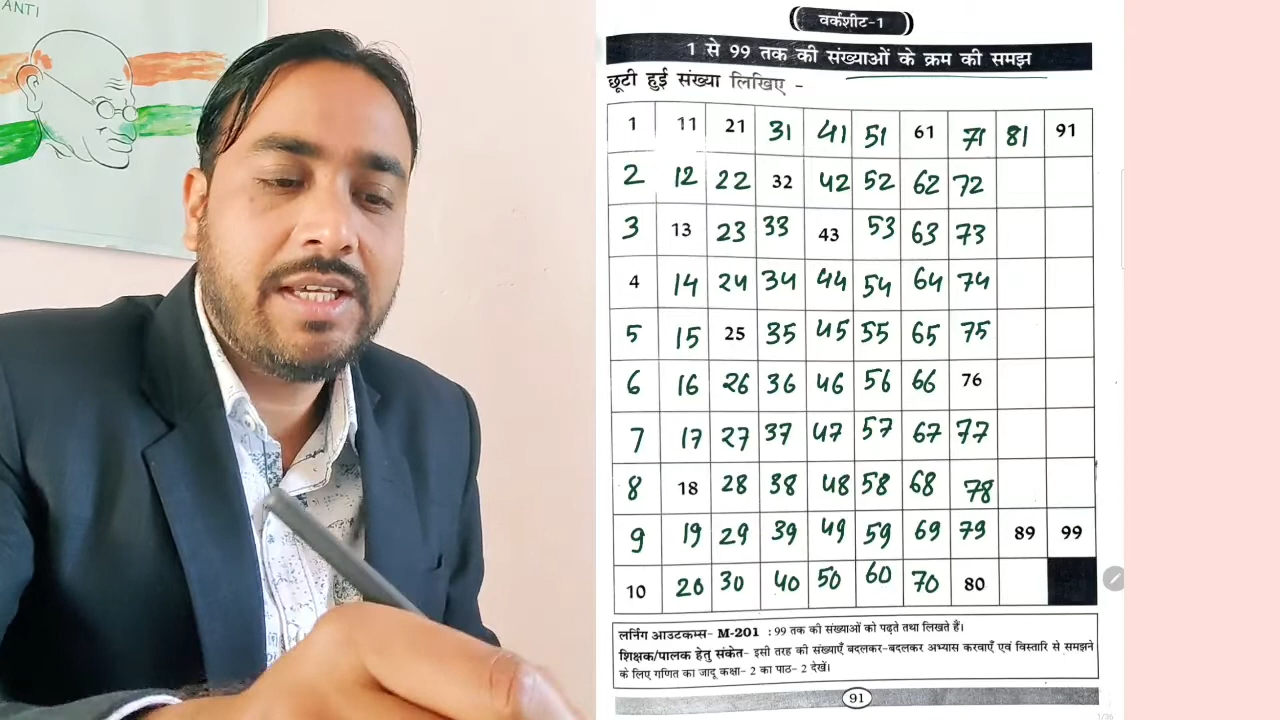 ANTI
वर्कशीट-1
1 से 99 तक की संख्याओं के क्रम की समझ
छूटी हुई संख्या लिखिए -
1 11 21 31 41 51 61 71 81 91
2 12 22 32 42 52 62 72
3 13 23 33 43 53 63 73
4 14 24 34 44 54 64 74
5 15 25 35 45 55 65 75
6 16 26 36 46 56 66 76
7 17 27 37 47 57 67 77
8 18 28 38 48 58 68 78
9 19 29 39 49 59 69 79 89 99
10 20 30 40 50 60 70 80
लर्निंग आउटकम्स- M-201 : 99 तक की संख्याओं को पढ़ते तथा लिखते हैं।
शिक्षक/पालक हेतु संकेत- इसी तरह की संख्याएँ बदलकर-बदलकर अभ्यास करवाएँ एवं विस्तारि से समझने
के लिए गणित का जादू कक्षा- 2 का पाठ- 2 देखें।
91
1/36